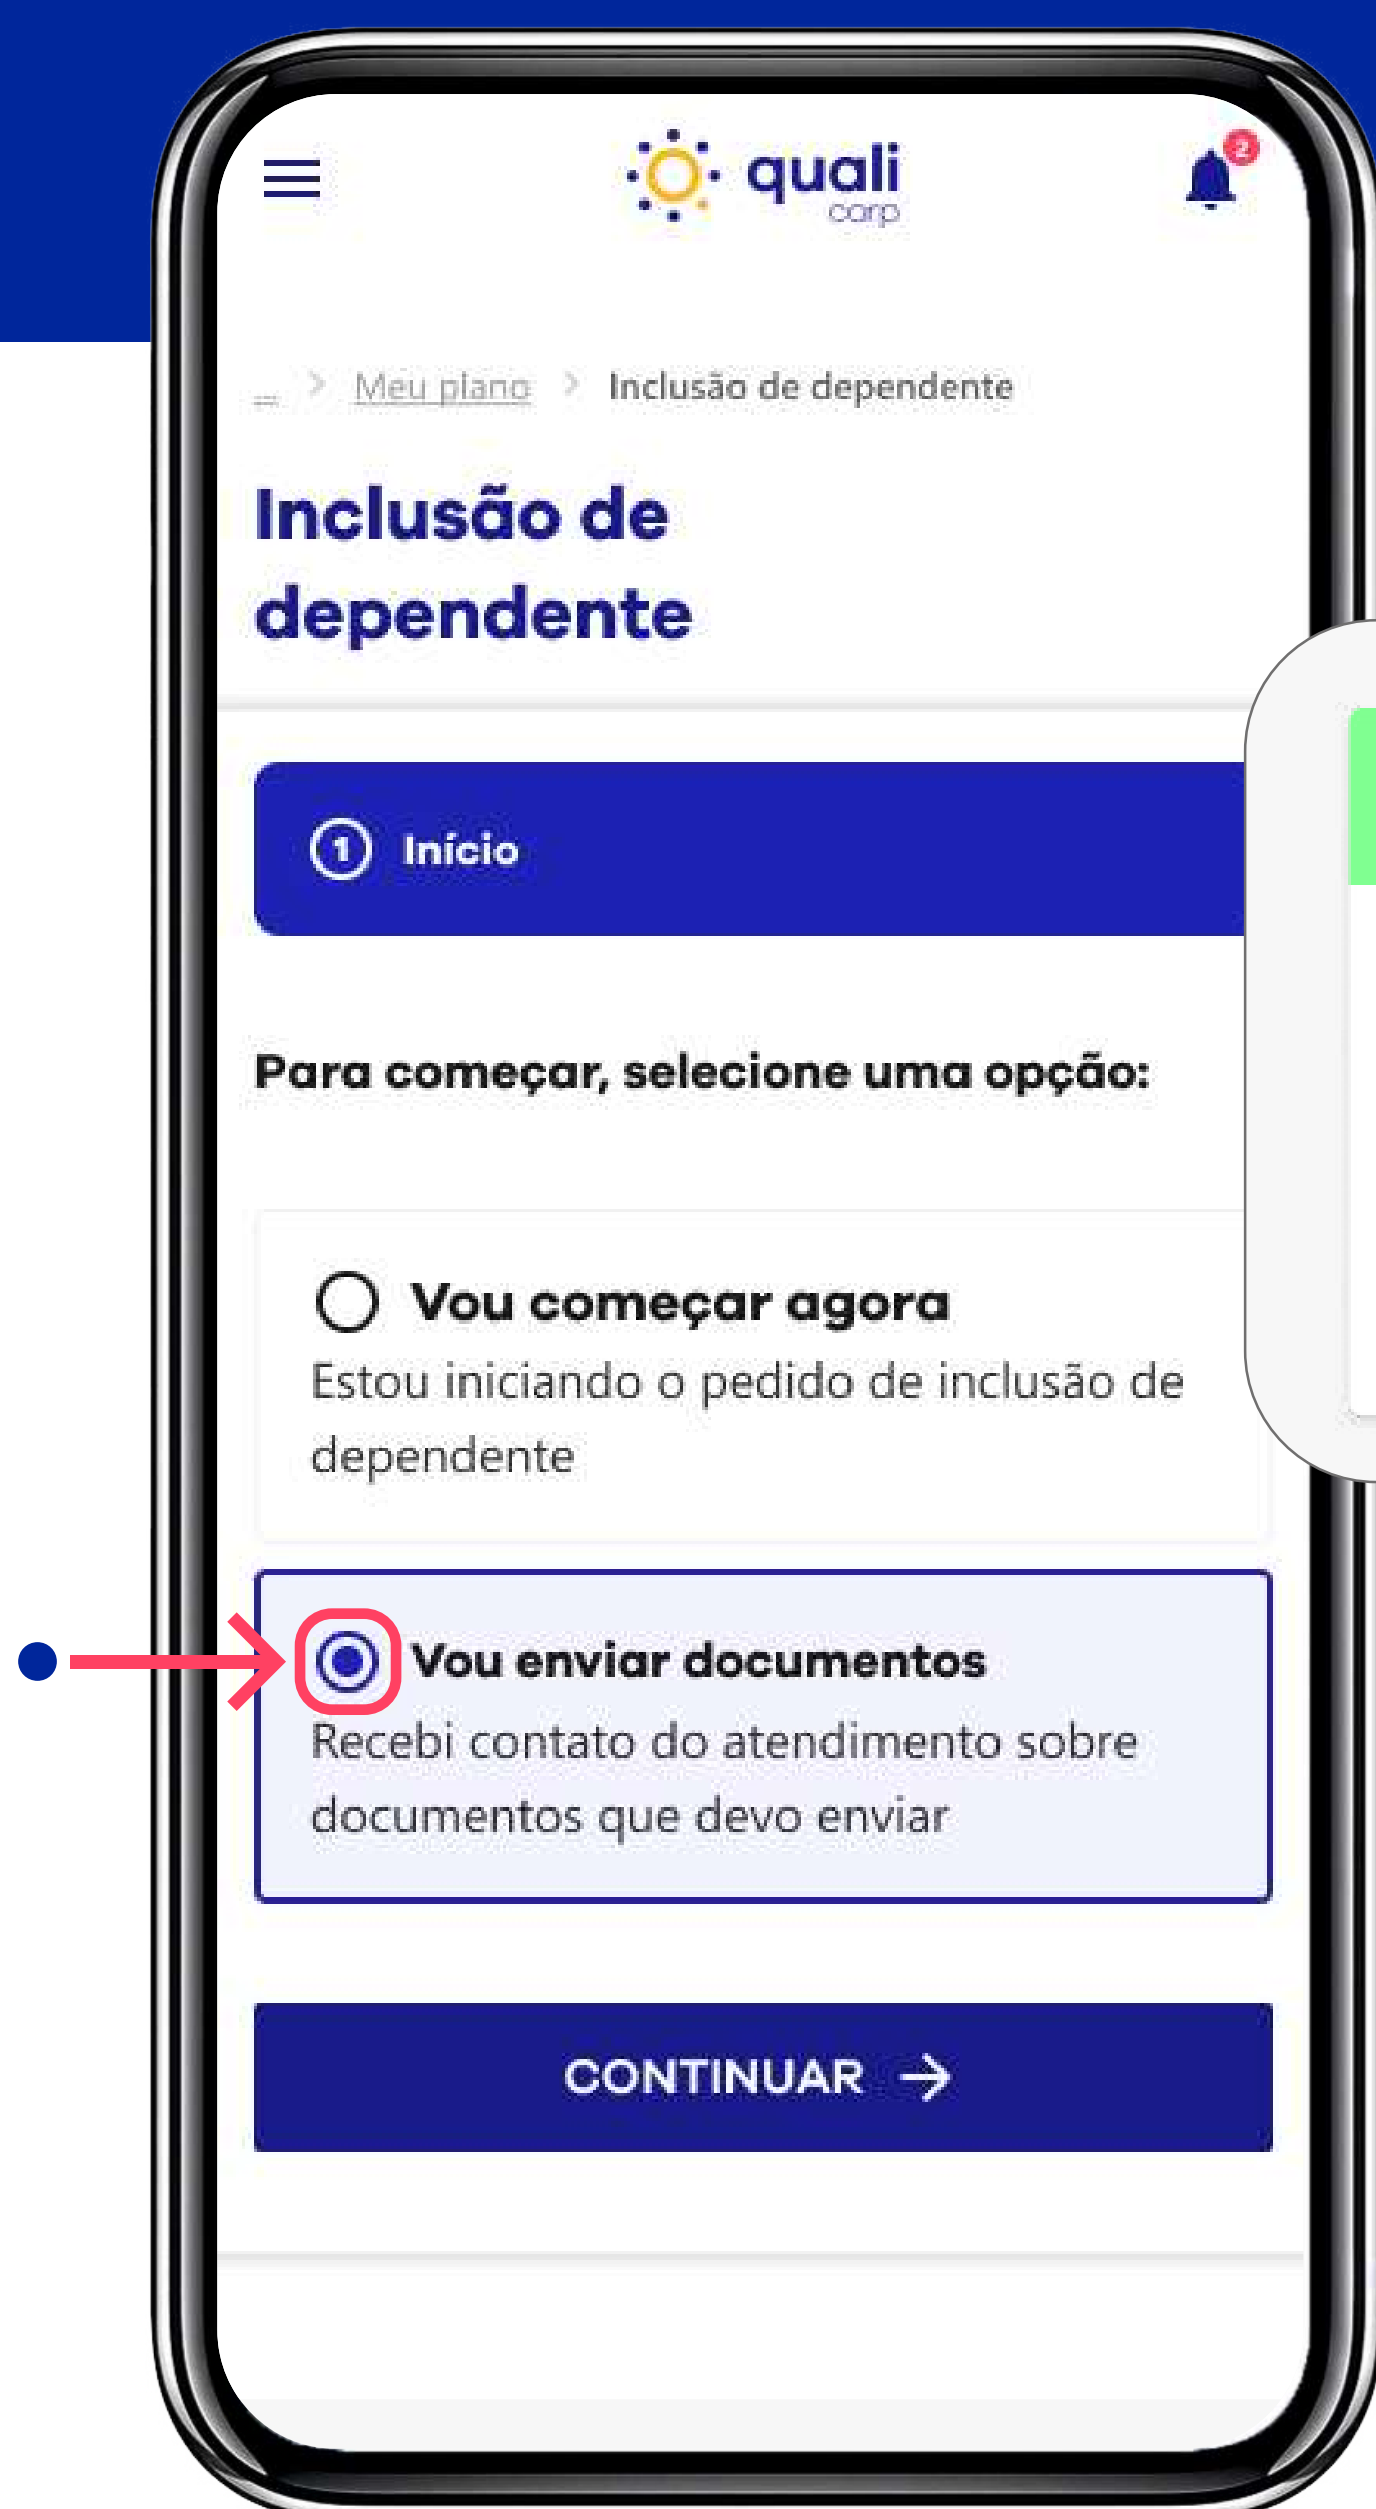 quali
corp
2
... > Meu plano > Inclusão de dependente
Inclusão de
dependente
1 Início
Para começar, selecione uma opção:
Vou começar agora
Estou iniciando o pedido de inclusão de
dependente
Vou enviar documentos
Recebi contato do atendimento sobre
documentos que devo enviar
CONTINUAR →